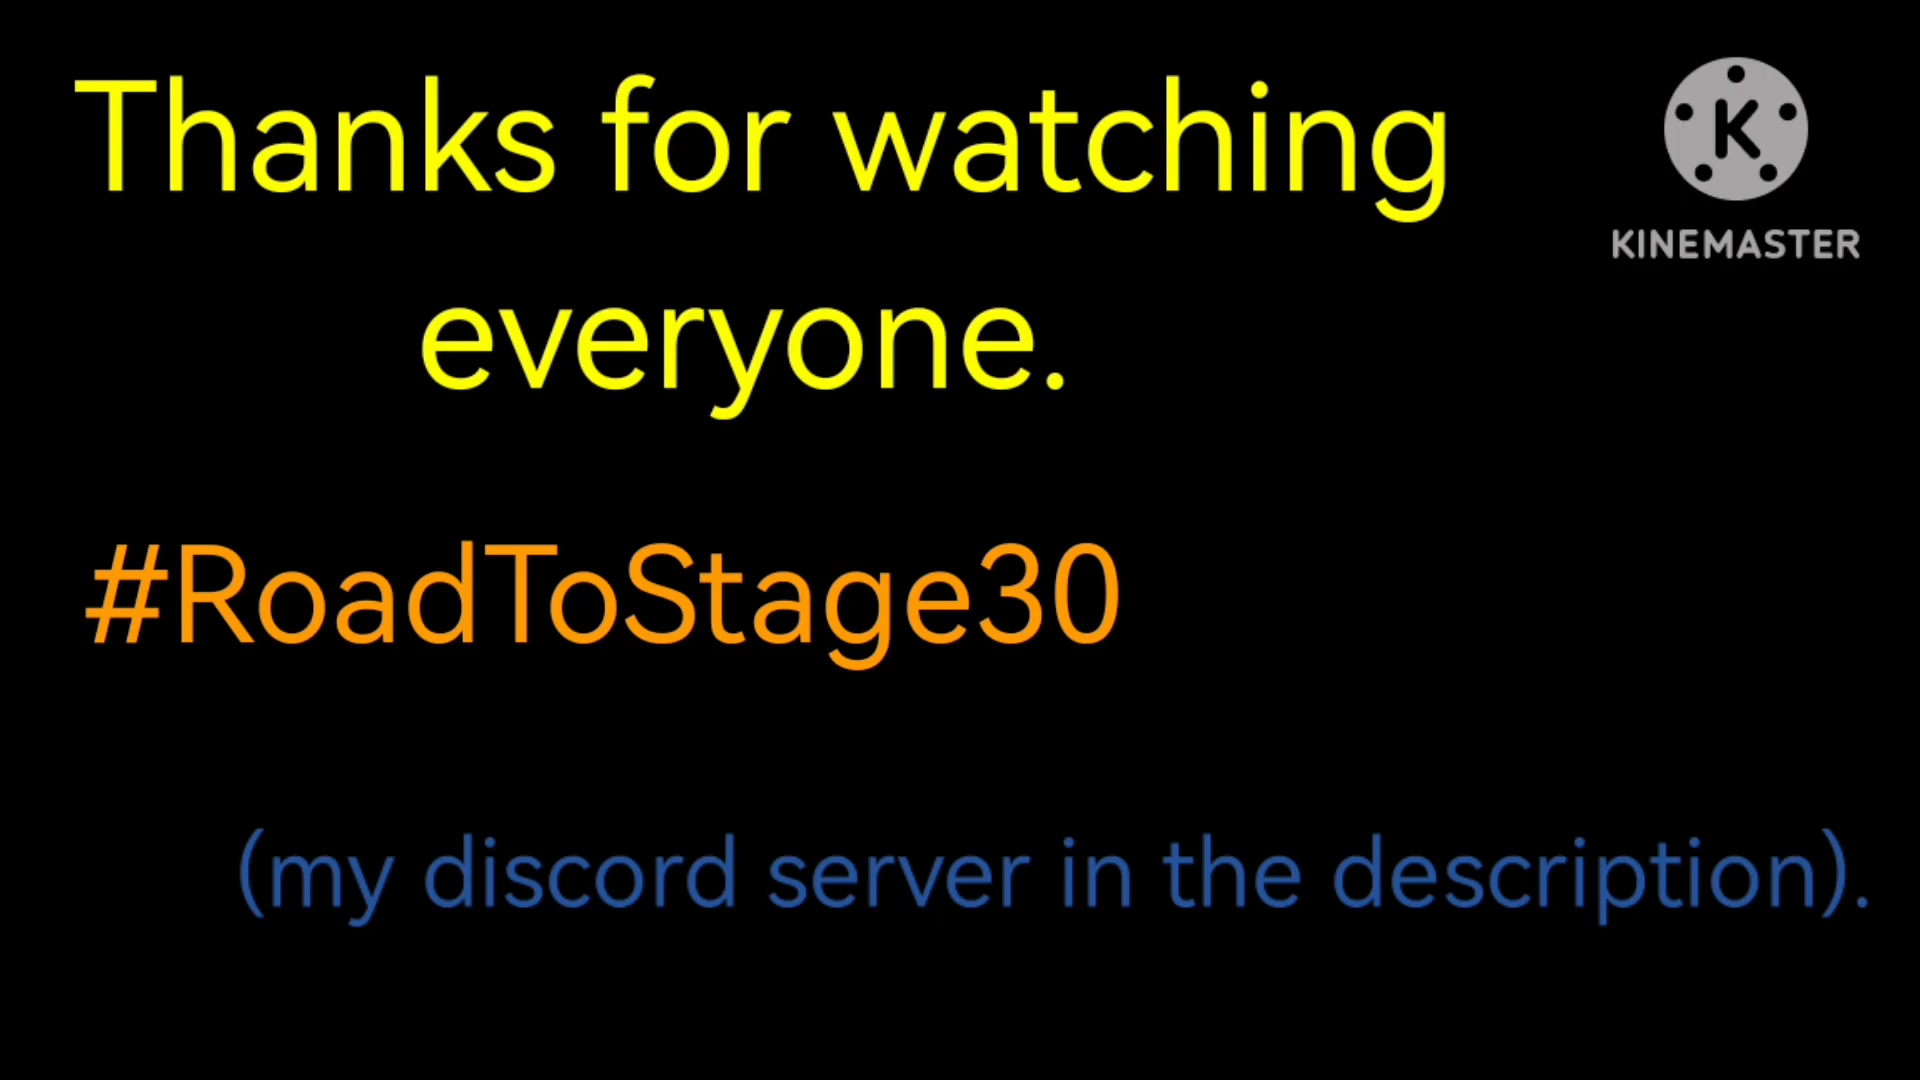 Thanks for watching
everyone.
K
KINEMASTER
#RoadToStage30
(my discord server in the description).